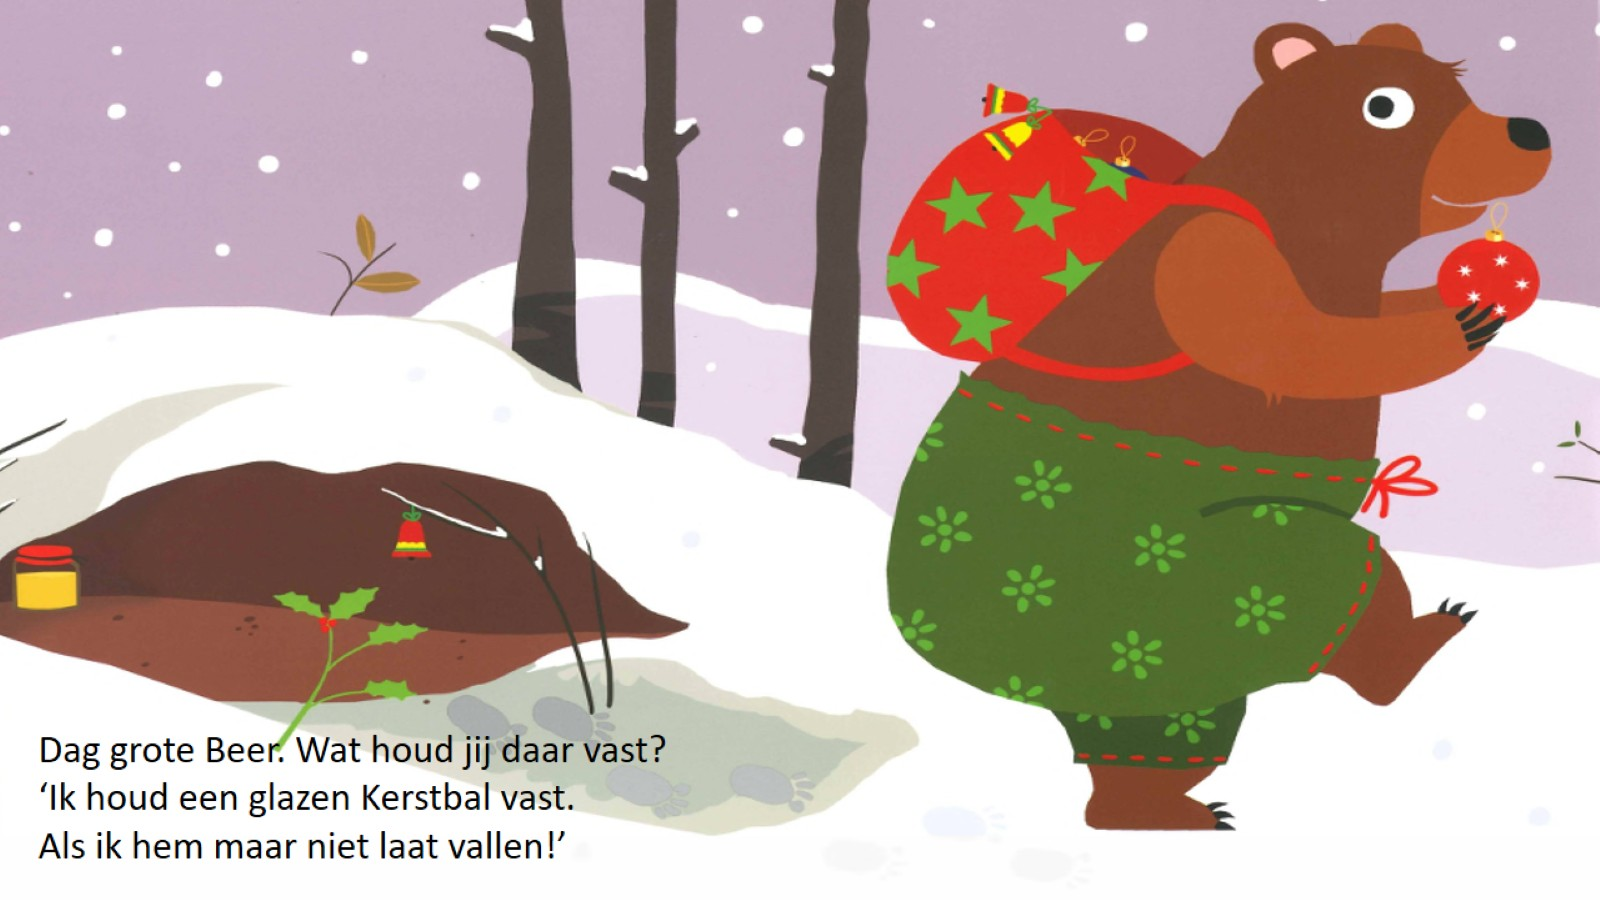 Dag grote Beer. Wat houd jij daar vast?
‘Ik houd een glazen Kerstbal vast.
Als ik hem maar niet laat vallen!’